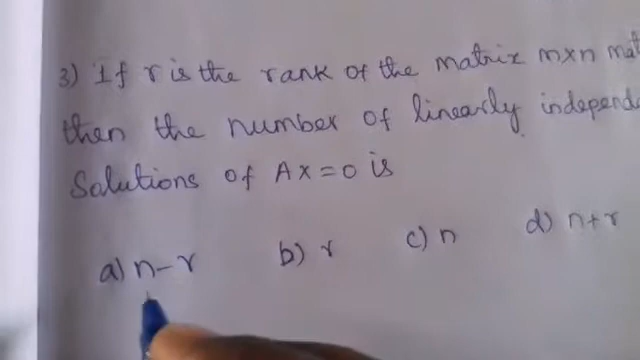 3) If r is the rank of the matrix m×n
then the number of linearly
Solutions of Ax=0 is
a) n-r b) r c) n d) n+r